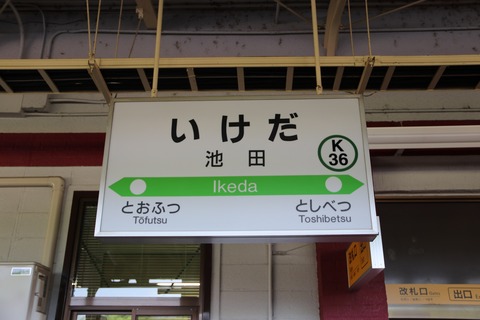 いけだ
池田
K
36
Ikeda
とおふつ
Tōfutsu
としべつ
Toshibetsu
改札口
出口